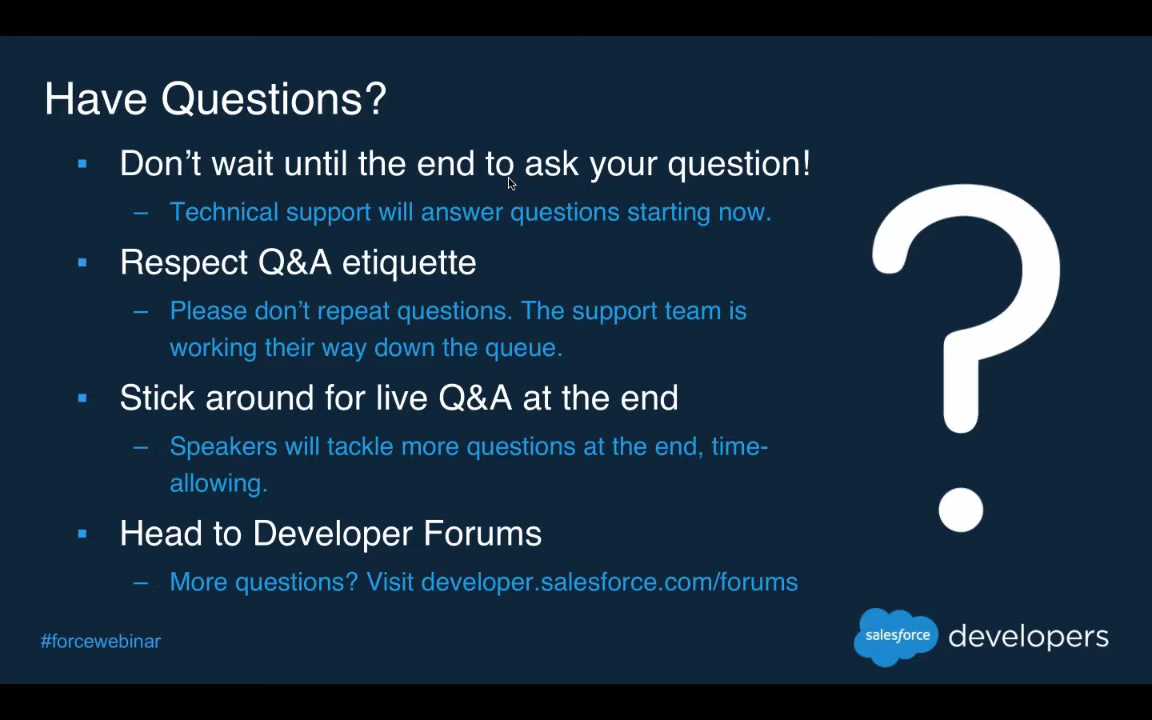 Have Questions?
▪ Don’t wait until the end to ask your question!
– Technical support will answer questions starting now.
▪ Respect Q&A etiquette
– Please don’t repeat questions. The support team is
working their way down the queue.
▪ Stick around for live Q&A at the end
– Speakers will tackle more questions at the end, time-
allowing.
▪ Head to Developer Forums
– More questions? Visit developer.salesforce.com/forums
?
#forcewebinar
salesforce developers